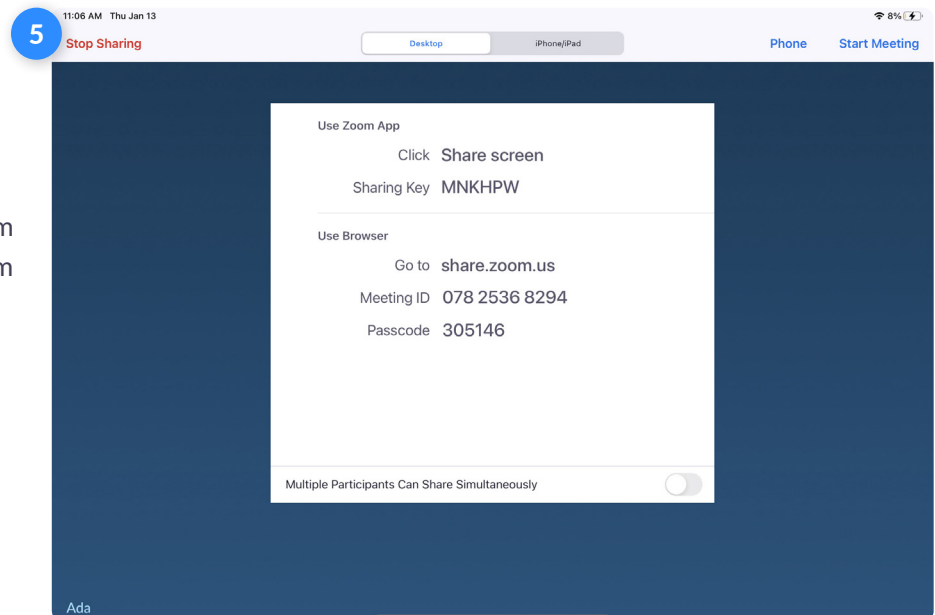 5
11:06 AM Thu Jan 13
8%
Stop Sharing
Desktop
iPhone/iPad
Phone
Start Meeting
m
m
Use Zoom App
Click Share screen
Sharing Key MNKHPW
Use Browser
Go to share.zoom.us
Meeting ID 078 2536 8294
Passcode 305146
Multiple Participants Can Share Simultaneously
Ada